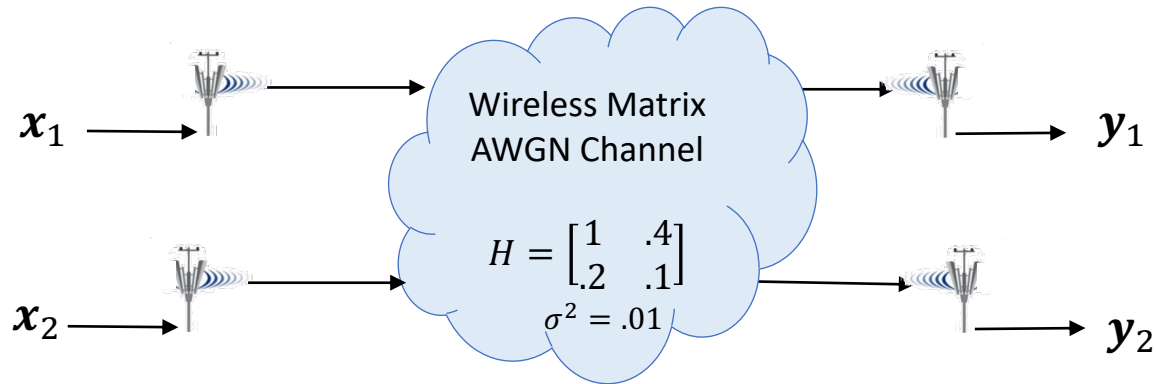 Wireless Matrix
AWGN Channel
x₁
y₁
H = [1 .4
.2 .1]
σ² = .01
x₂
y₂